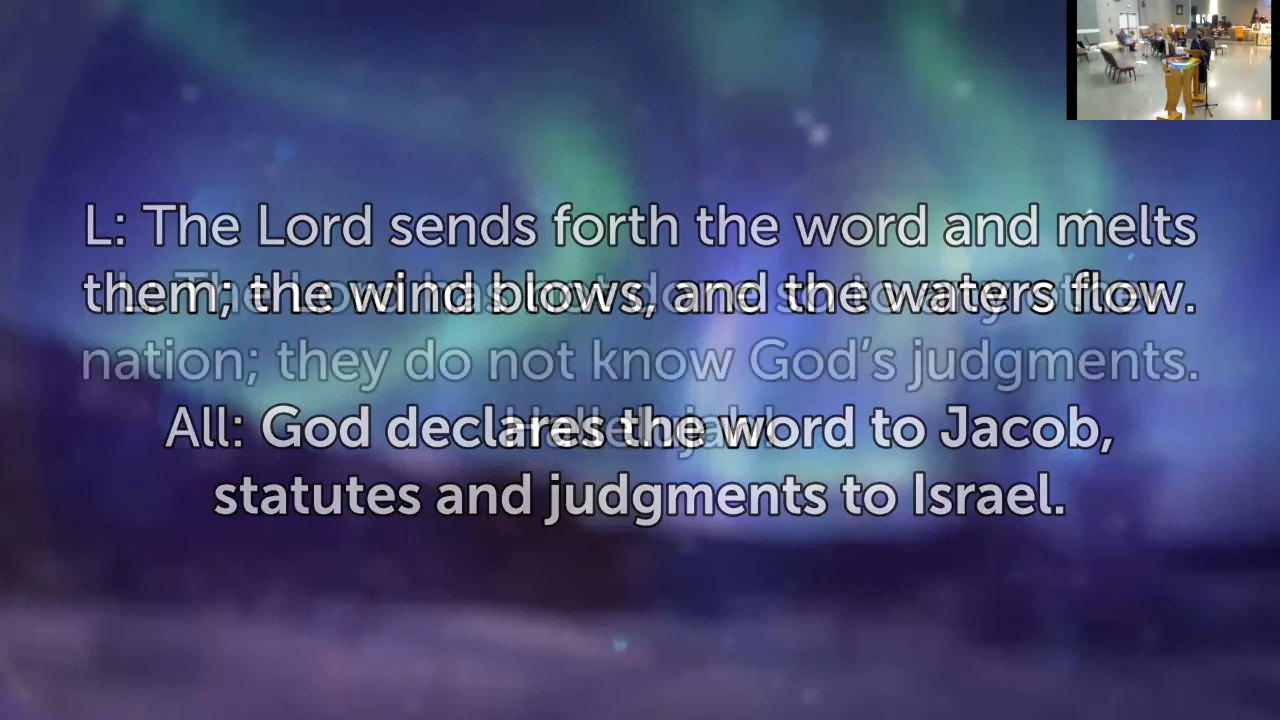 L: The Lord sends forth the word and melts
them; the wind blows, and the waters flow.
nation; they do not know God’s judgments.
All: God declares the word to Jacob,
statutes and judgments to Israel.